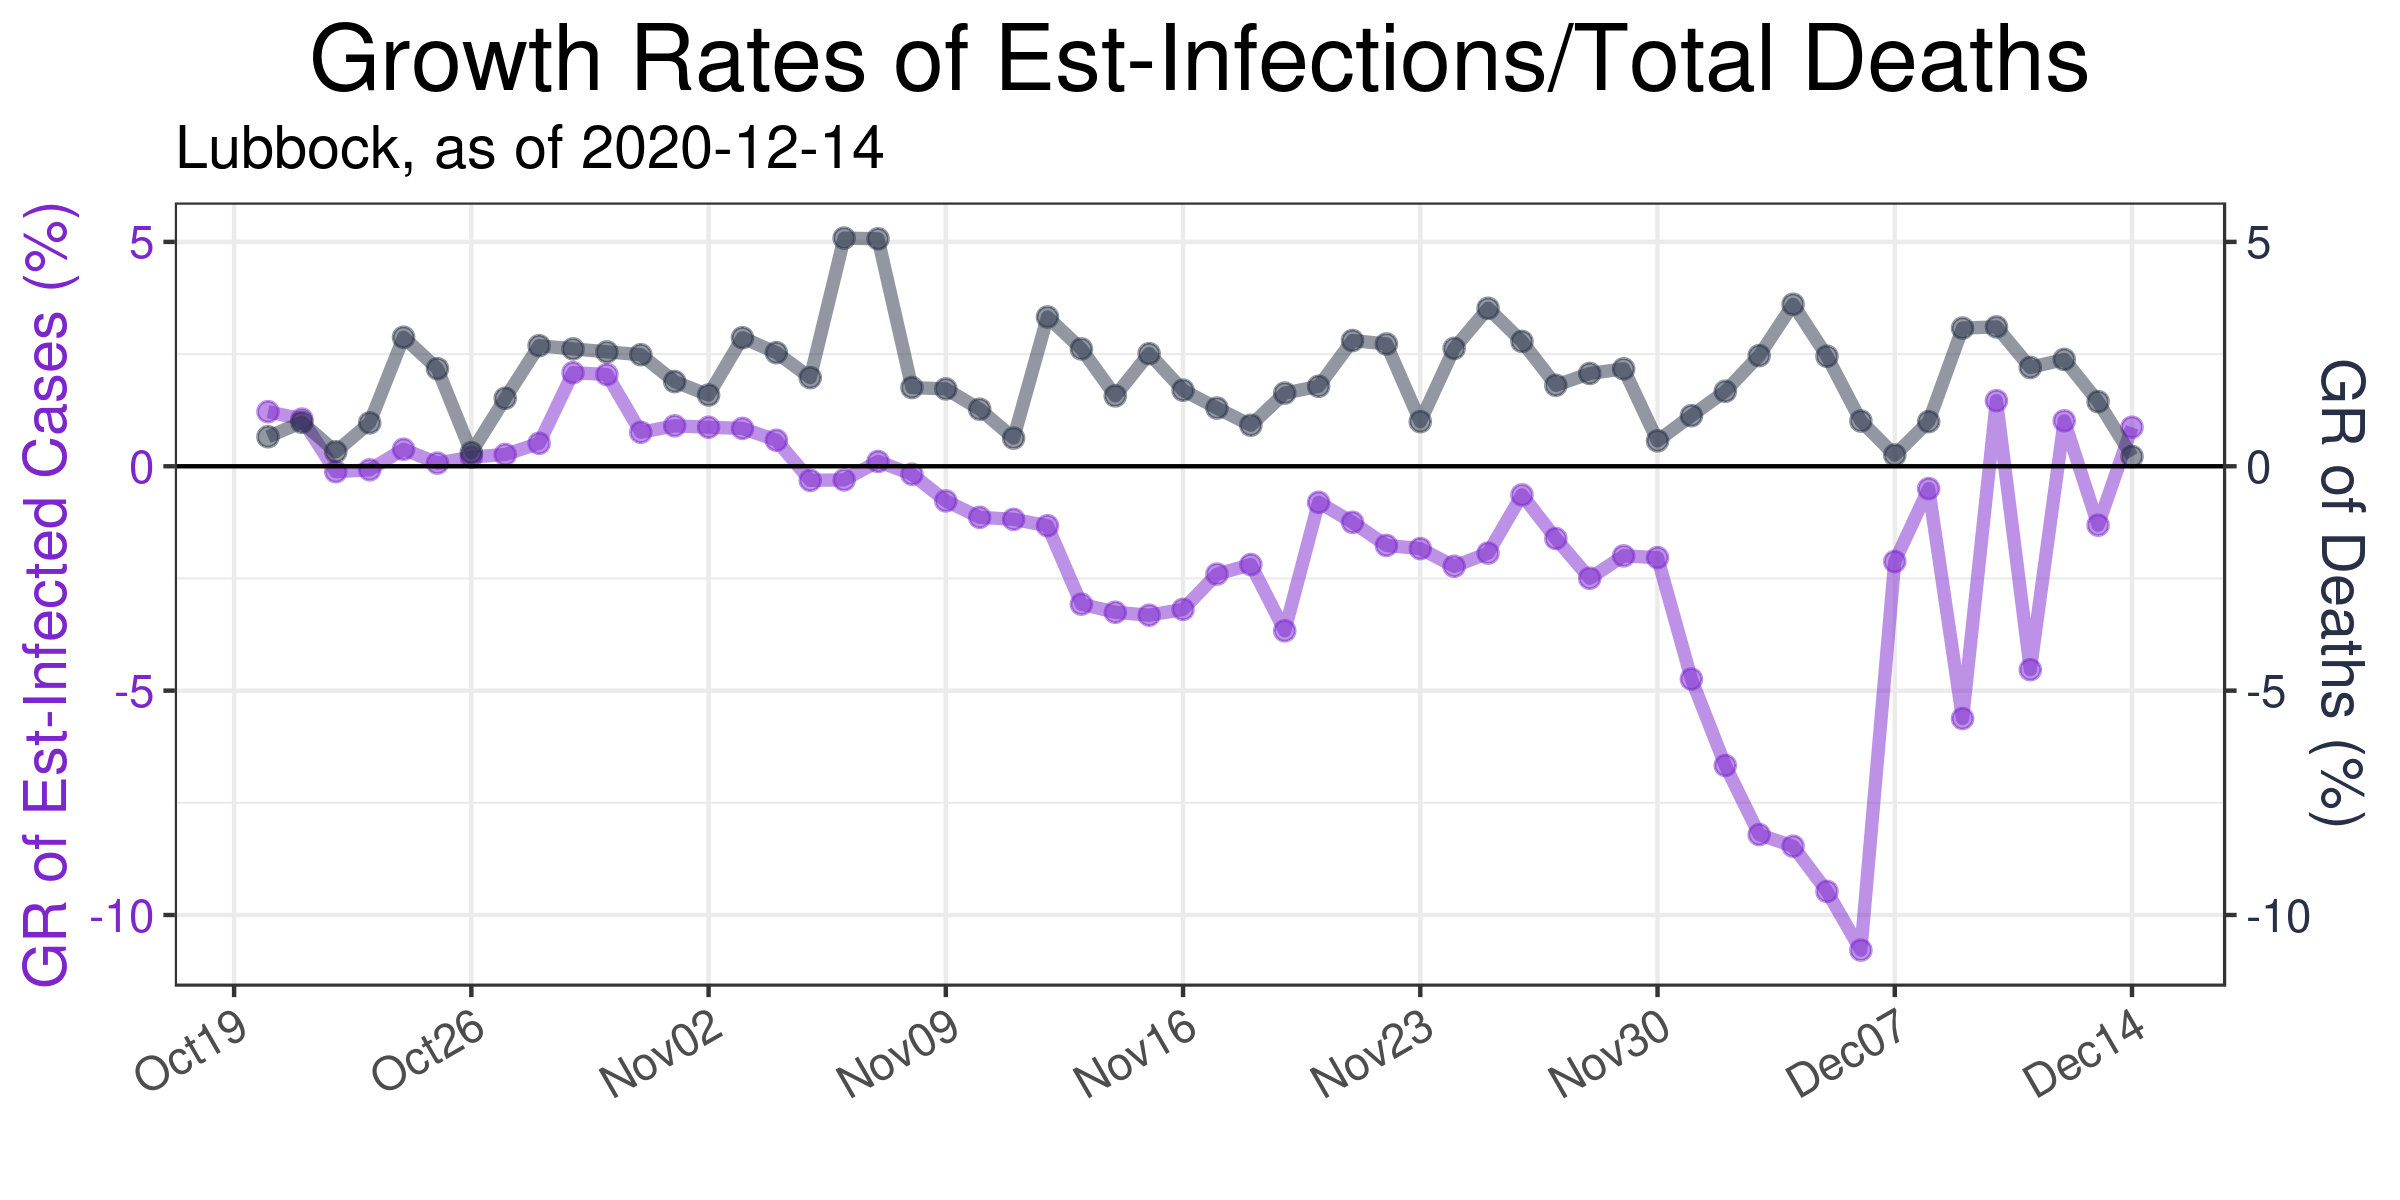 Growth Rates of Est-Infections/Total Deaths
Lubbock, as of 2020-12-14
GR of Est-Infected Cases (%)
5
0
-5
-10
5
0
-5
-10
GR of Deaths (%)
Oct19
Oct26
Nov02
Nov09
Nov16
Nov23
Nov30
Dec07
Dec14